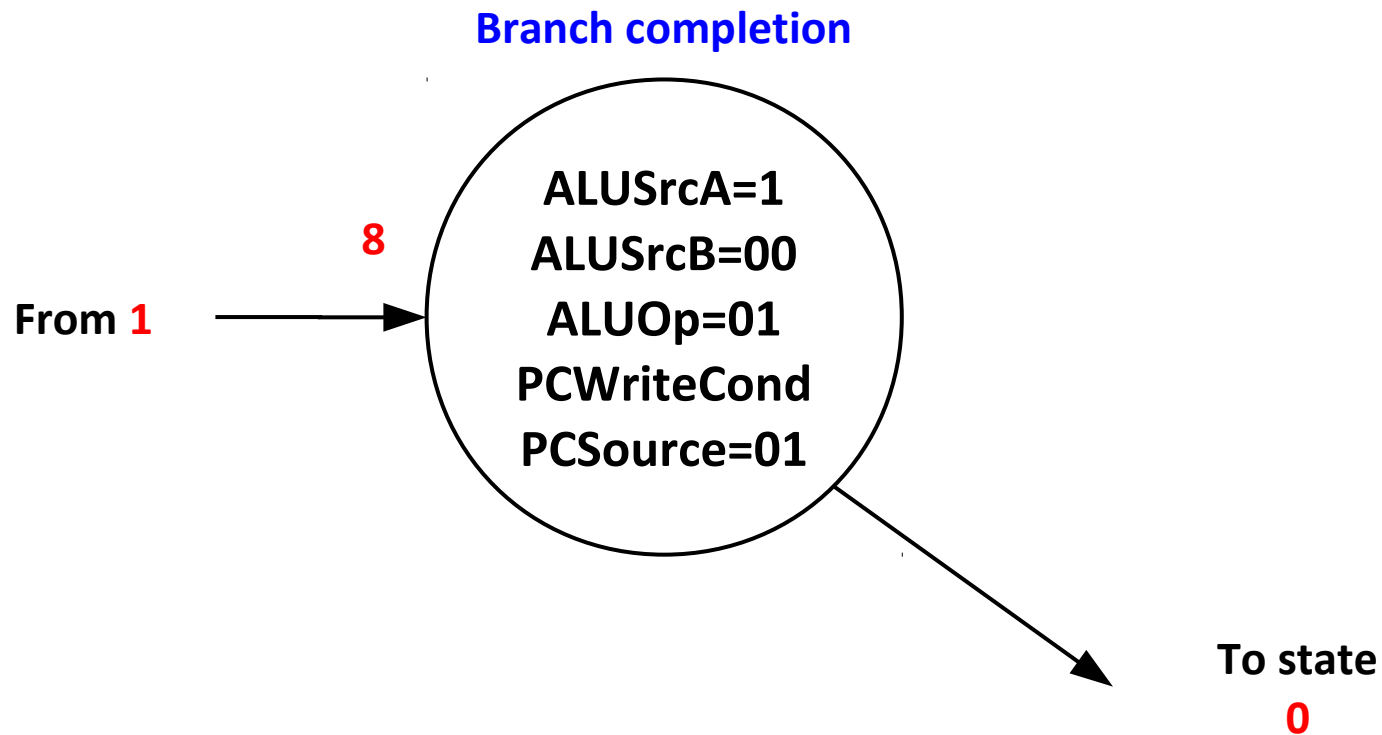 Branch completion
8
From 1
ALUSrcA=1
ALUSrcB=00
ALUOp=01
PCWriteCond
PCSource=01
To state
0